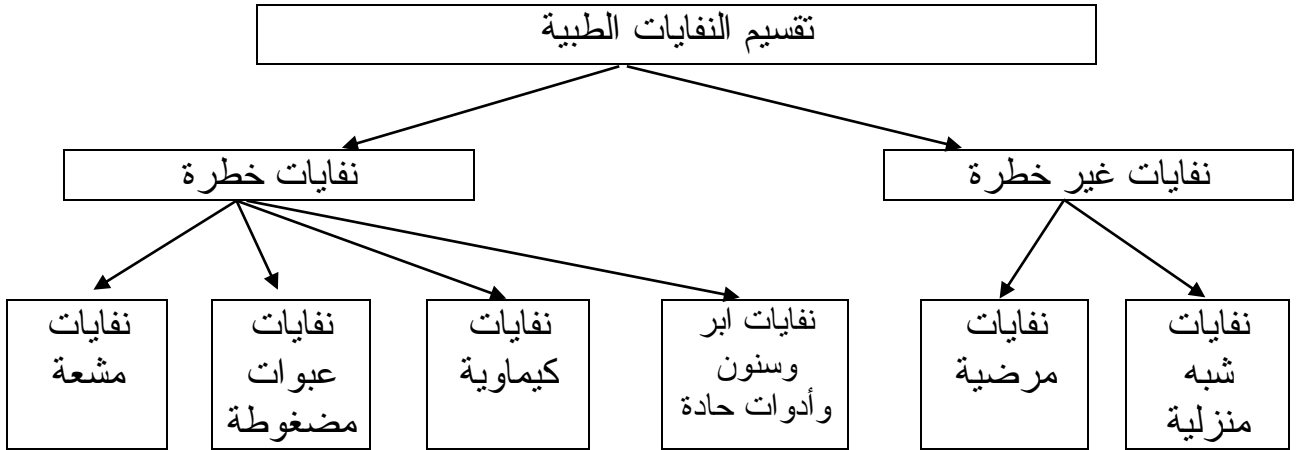 تقسيم النفايات الطبية
نفايات غير خطرة
نفايات خطرة
نفايات
شبه
منزلية
نفايات
مرضية
نفايات ابر
وسنون
وأدوات حادة
نفايات
كيماوية
نفايات
عبوات
مضغوطة
نفايات
مشعة